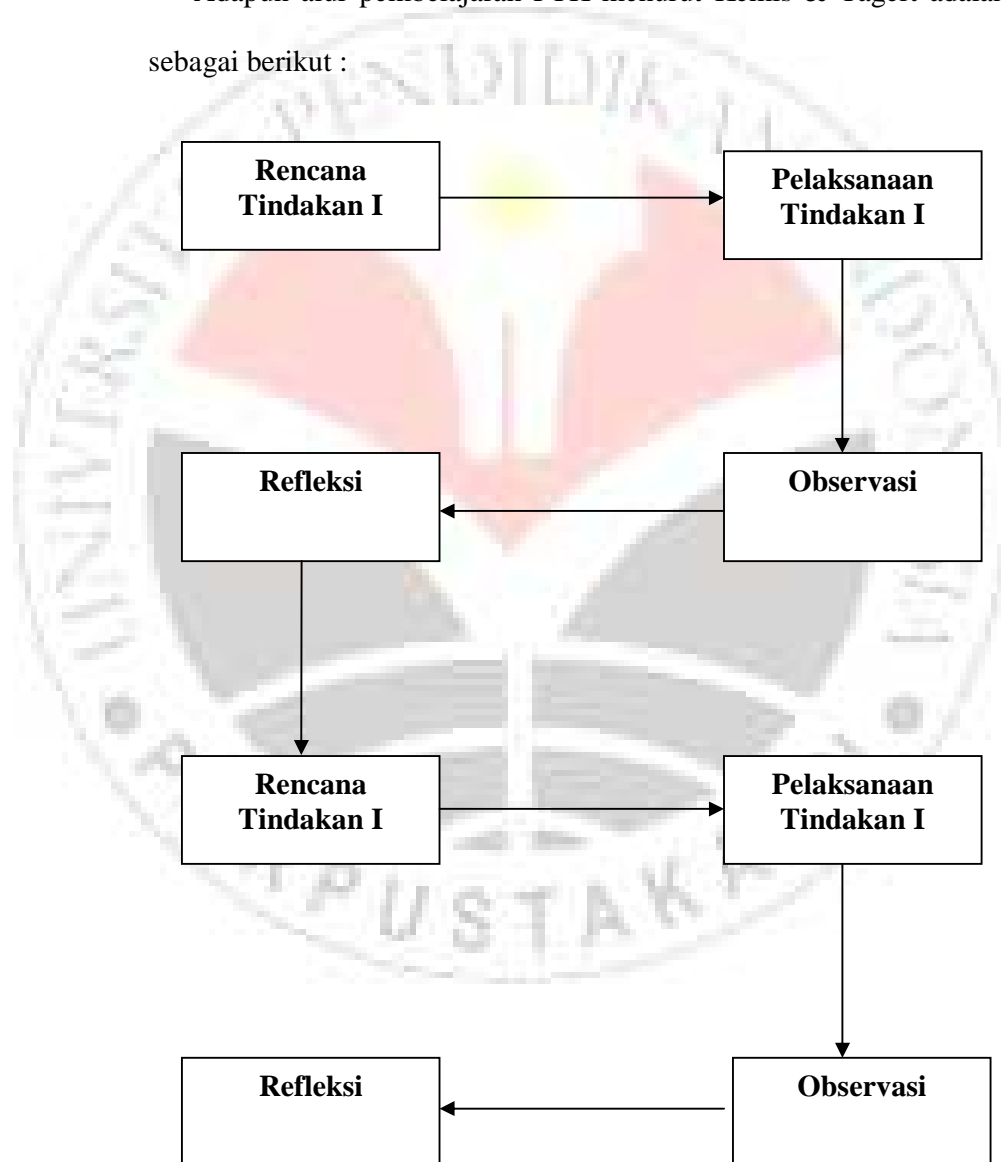 sebagai berikut :
Rencana
Tindakan I
Pelaksanaan
Tindakan I
Refleksi
Observasi
Rencana
Tindakan I
Pelaksanaan
Tindakan I
Refleksi
Observasi